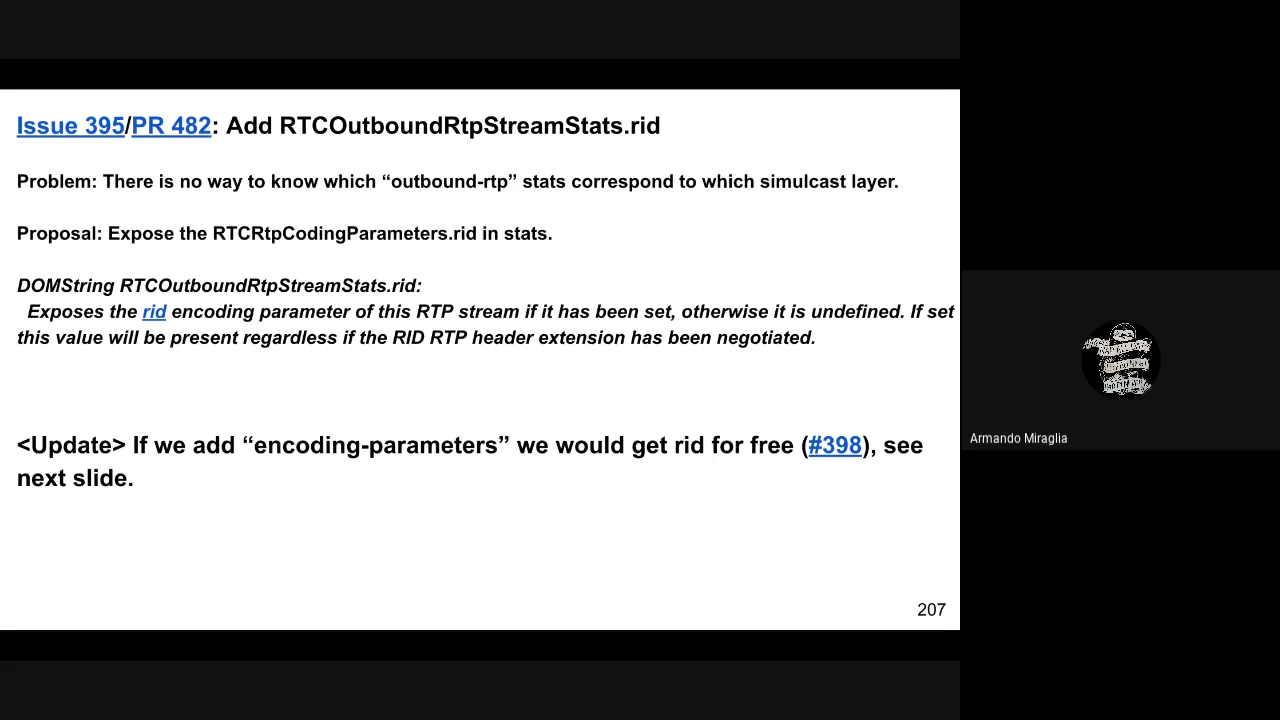 Issue 395/PR 482: Add RTCOutboundRtpStreamStats.rid
Problem: There is no way to know which “outbound-rtp” stats correspond to which simulcast layer.
Proposal: Expose the RTCRtpCodingParameters.rid in stats.
DOMString RTCOutboundRtpStreamStats.rid:
Exposes the rid encoding parameter of this RTP stream if it has been set, otherwise it is undefined. If set
this value will be present regardless if the RID RTP header extension has been negotiated.
Armando Miraglia
<Update> If we add “encoding-parameters” we would get rid for free (#398), see
next slide.
207